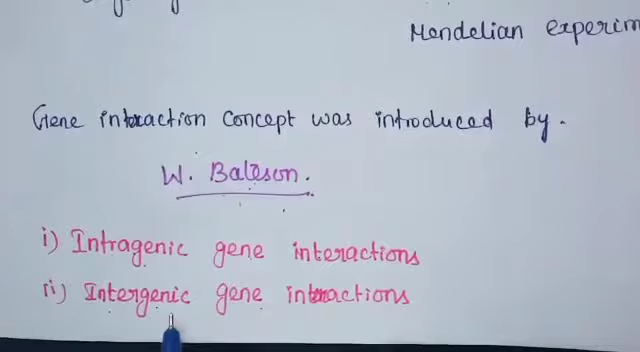 Mendelian experim
Gene interaction concept was introduced by.
W. Bateson.
i) Intragenic gene interactions
ii) Intergenic gene interactions